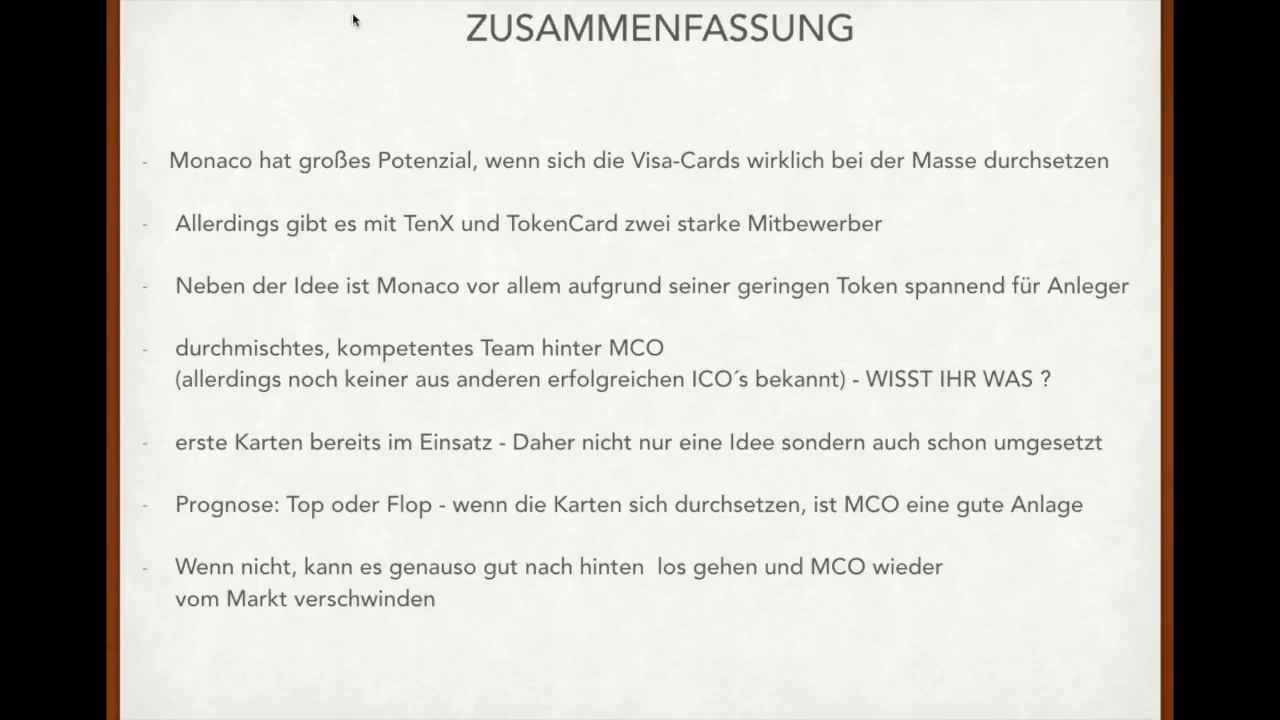 ZUSAMMENFASSUNG
- Monaco hat großes Potenzial, wenn sich die Visa-Cards wirklich bei der Masse durchsetzen
- Allerdings gibt es mit TenX und TokenCard zwei starke Mitbewerber
- Neben der Idee ist Monaco vor allem aufgrund seiner geringen Token spannend für Anleger
- durchmischtes, kompetentes Team hinter MCO
(allerdings noch keiner aus anderen erfolgreichen ICO´s bekannt) - WISST IHR WAS ?
- erste Karten bereits im Einsatz - Daher nicht nur eine Idee sondern auch schon umgesetzt
- Prognose: Top oder Flop - wenn die Karten sich durchsetzen, ist MCO eine gute Anlage
- Wenn nicht, kann es genauso gut nach hinten  los gehen und MCO wieder
vom Markt verschwinden